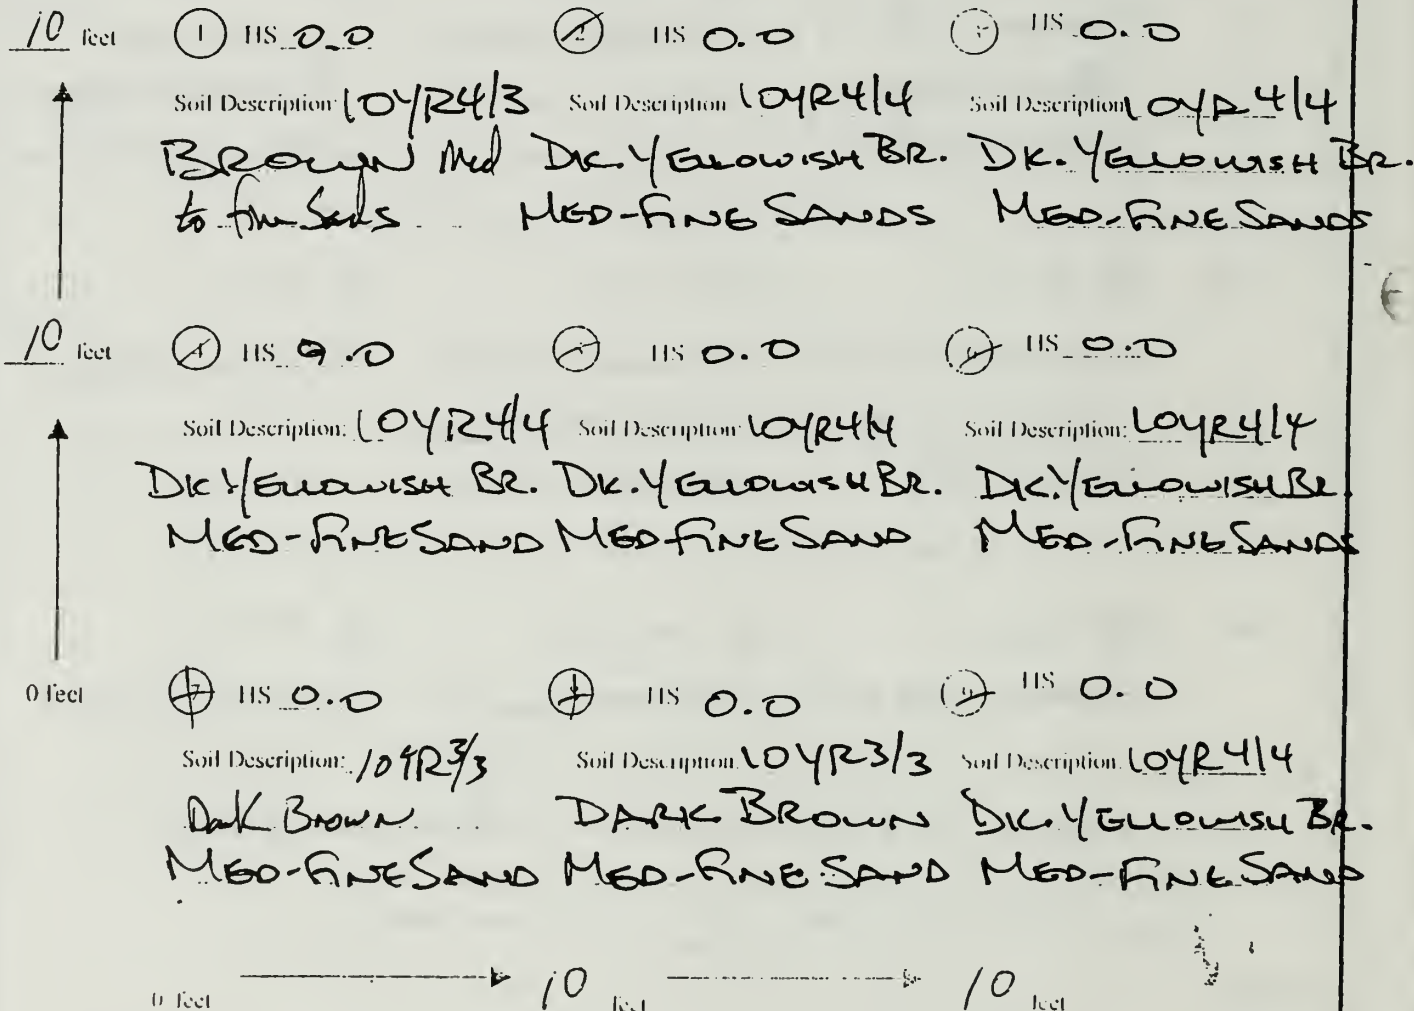 10 feet 1 HS 0.0 2 HS 0.0 3 HS 0.0
Soil Description: 10YR4/3 Soil Description 10YR4/4 Soil Description 10YR 4/4
BROWN Med DK. YELLOWISH BR. DK. YELLOWISH BR.
to fine Sands MED-FINE SANDS MED-FINE SANDS
10 feet 4 HS 0.0 5 HS 0.0 6 HS 0.0
Soil Description: 10YR4/4 Soil Description 10YR4/4 Soil Description: 10YR4/4
DK YELLOWISH BR. DK. YELLOWISH BR. DK. YELLOWISH BR.
MED-FINE SAND MED FINE SAND MED-FINE SANDS
0 feet 7 HS 0.0 8 HS 0.0 9 HS 0.0
Soil Description: 10YR3/3 Soil Description 10YR3/3 Soil Description 10YR4/4
Dark Brown DARK BROWN DK. YELLOWISH BR.
MED-FINE SAND MED-FINE SAND MED-FINE SAND
0 feet 10 feet 10 feet